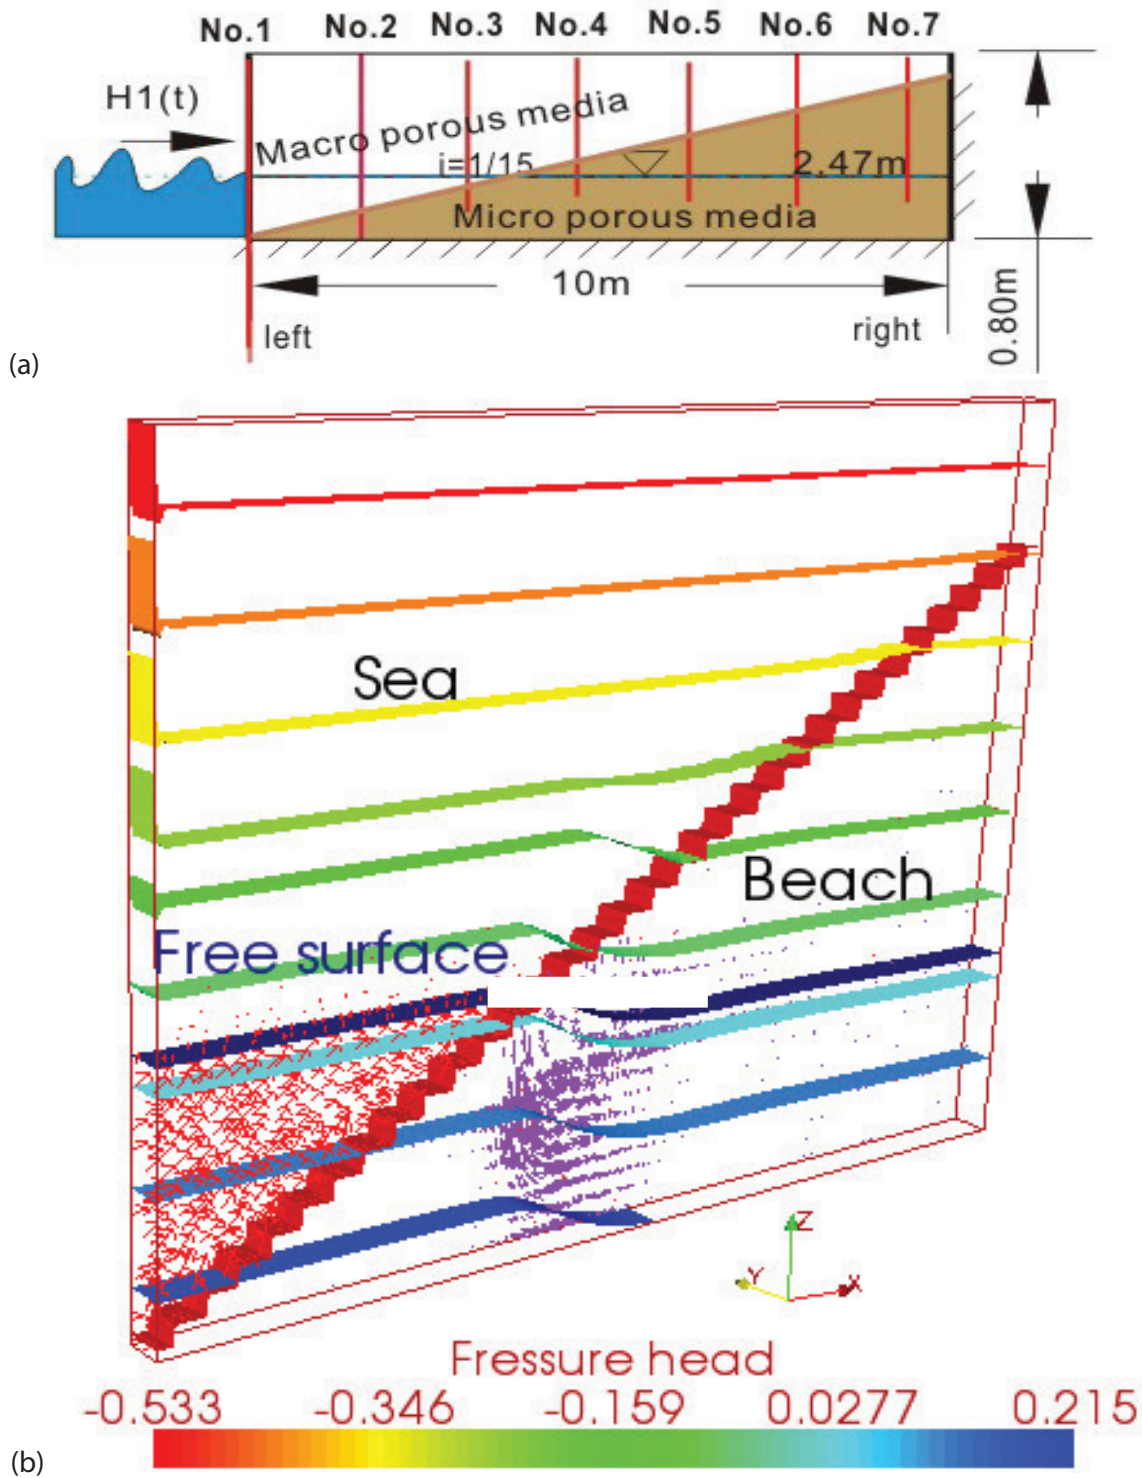 No.1 No.2 No.3 No.4 No.5 No.6 No.7
H1(t)
Macro porous media
i=1/15
2.47m
Micro porous media
10m
0.80m
left
right
(a)
Sea
Beach
Free surface
Z
Y
X
Fressure head
-0.533 -0.346 -0.159 0.0277 0.215
(b)